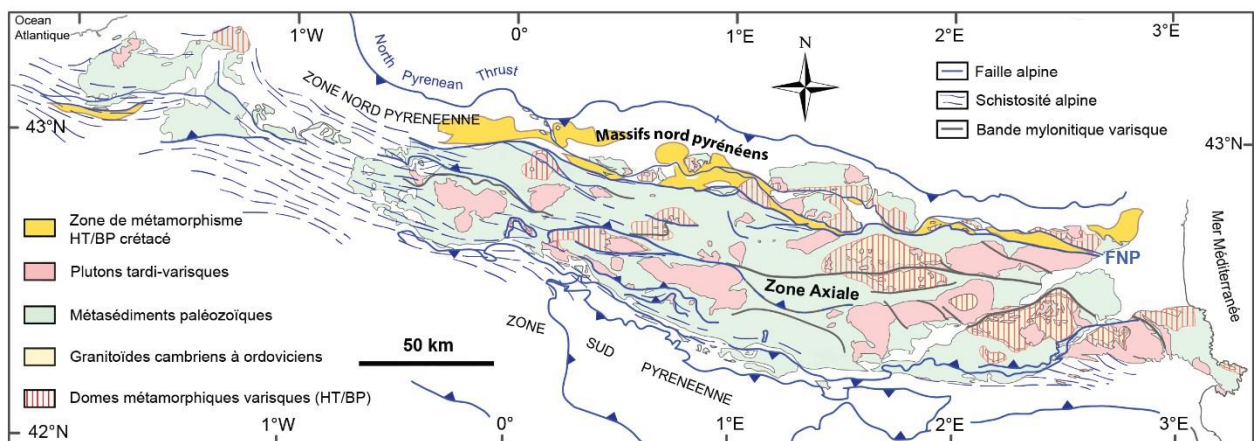 Ocean
Atlantique
1°W
0°
1°E
2°E
3°E
N
North Pyrenean Thrust
ZONE NORD PYRENEENNE
Massifs nord pyrénéens
Faille alpine
Schistosité alpine
Bande mylonitique varisque
43°N
43°N
Zone de métamorphisme
HT/BP crétacé
Plutons tardi-varisques
Métasédiments paléozoïques
Granitoïdes cambriens à ordoviciens
Domes métamorphiques varisques (HT/BP)
FNP
Zone Axiale
Mer Méditerranée
50 km
ZONE SUD PYRENEENNE
42°N
1°W
0°
1°E
2°E
3°E